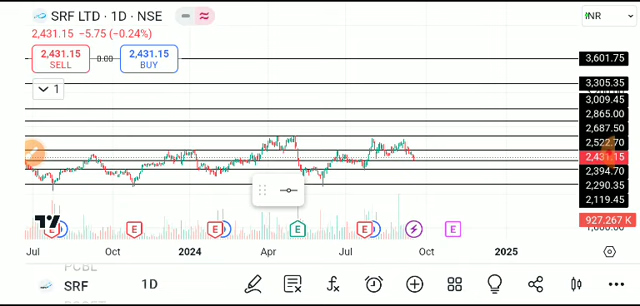 SRF LTD · 1D · NSE
INR
2,431.15 −5.75 (−0.24%)
2,431.15
SELL
0.00
2,431.15
BUY
1
3,601.75
3,305.35
3,009.45
2,865.00
2,687.50
2,522.70
2,431.15
2,394.70
2,290.35
2,119.45
927.267 K
E
E
E
E
E
E
Jul
Oct
2024
Apr
Jul
Oct
2025
PCBL
SRF
1D